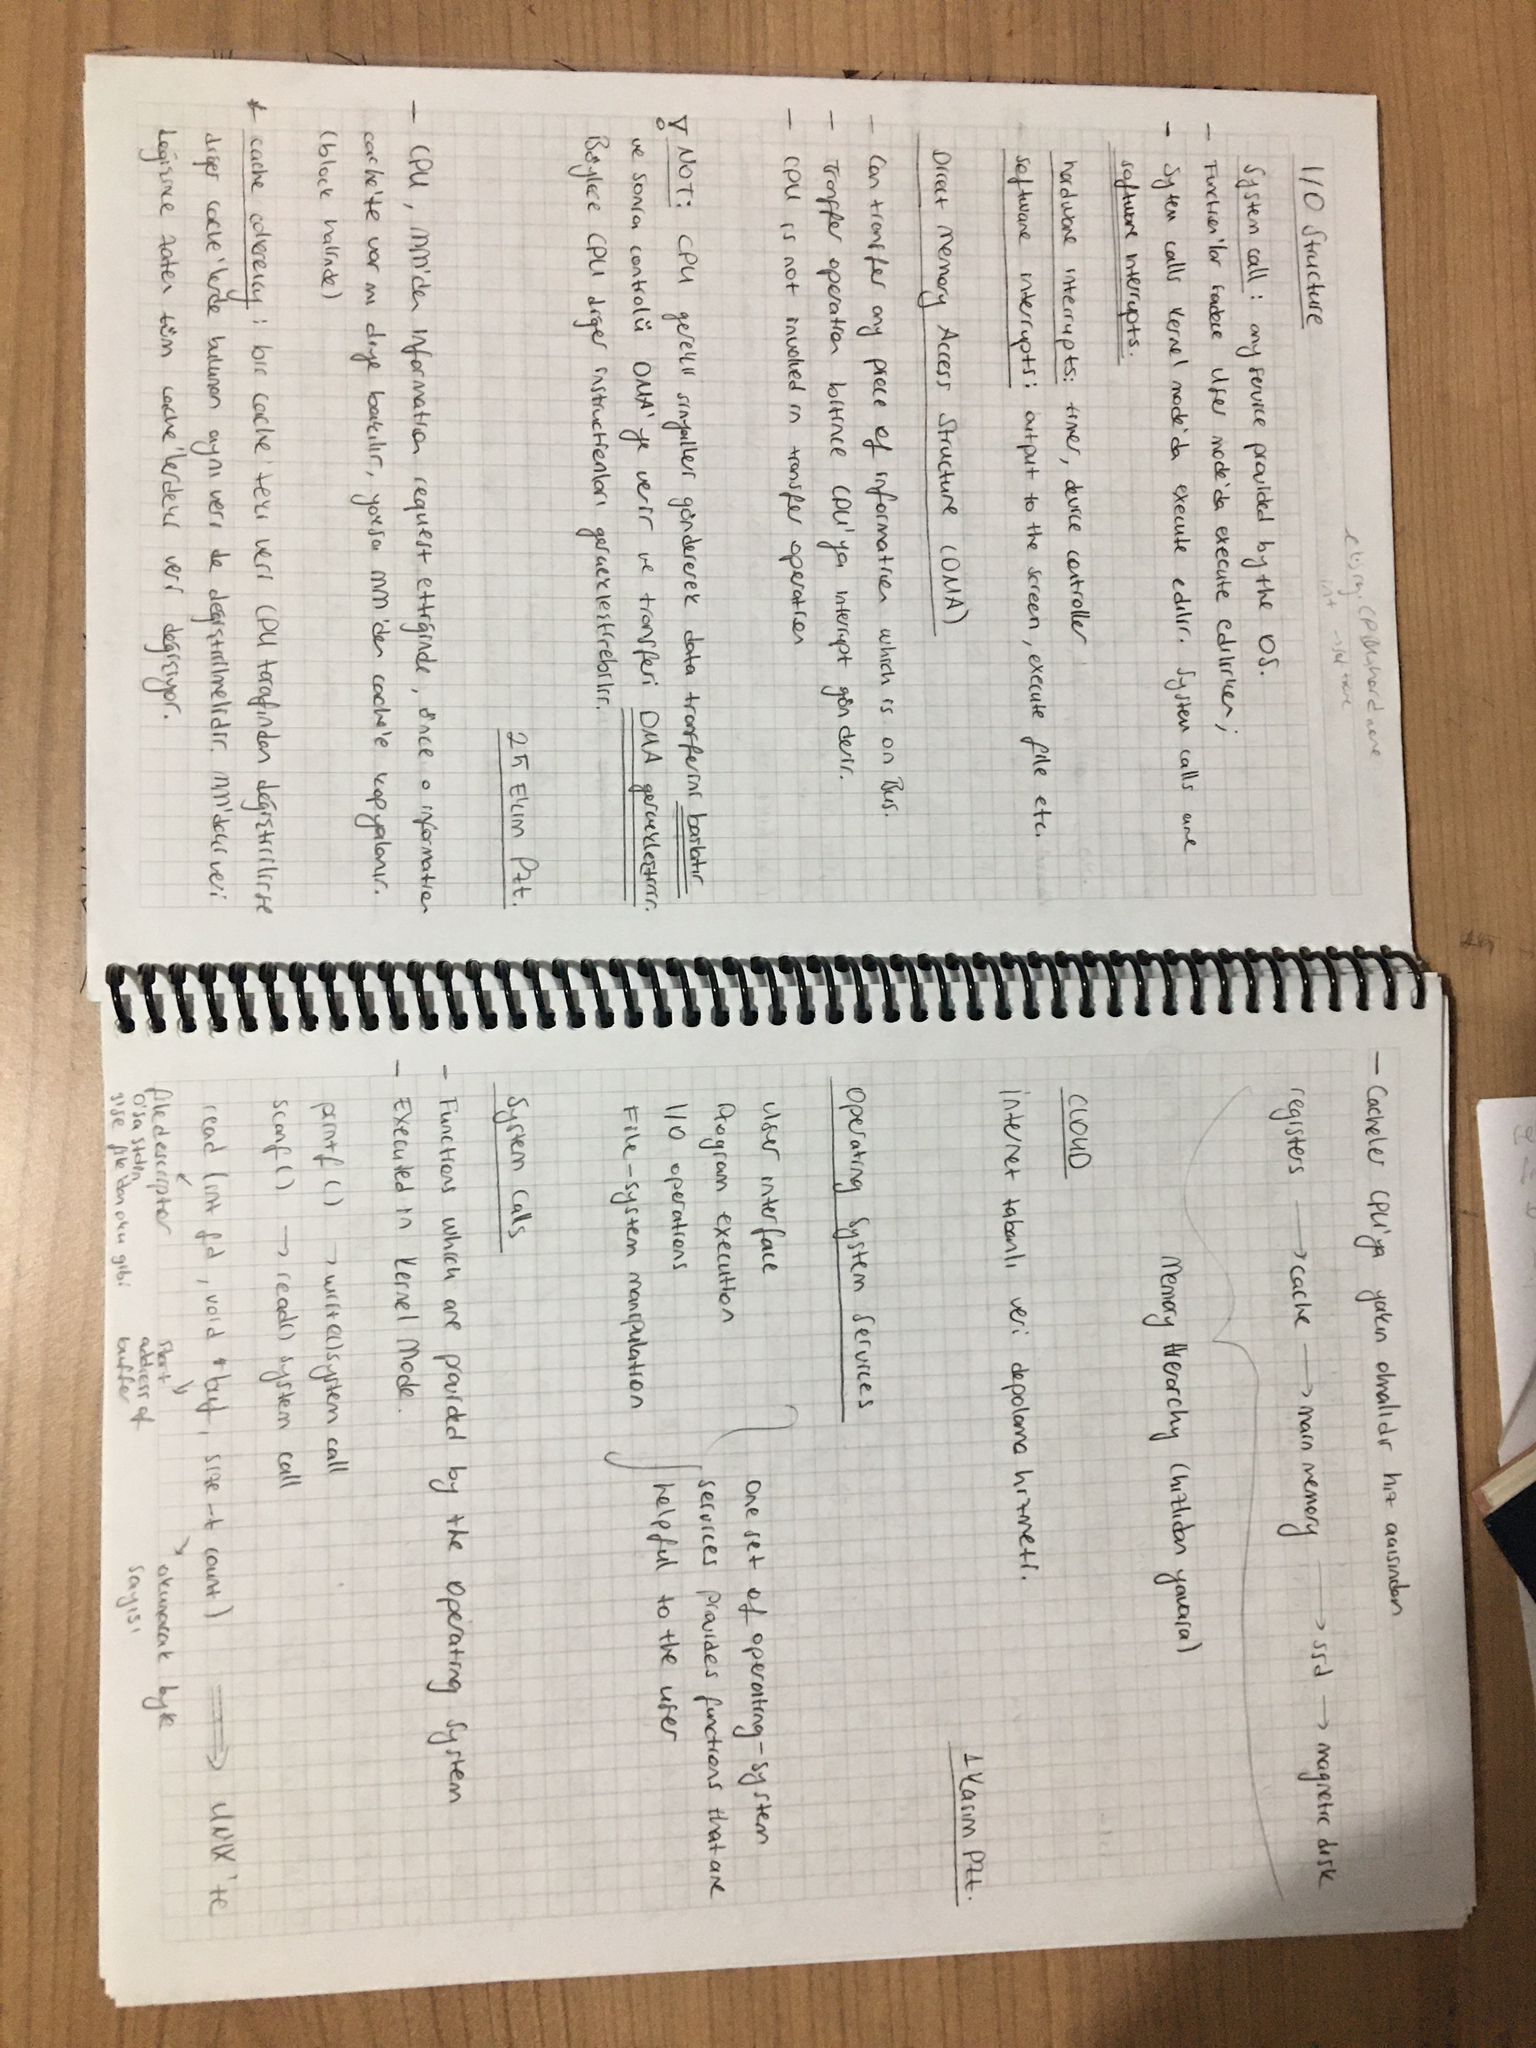 I/O Structure
System call: any service provided by the OS.
- Function'lar sadece User mode'da execute edilirken;
- System calls Kernel mode'da execute edilir. System calls are
software interrupts.
hardware interrupts: timer, device controller
software interrupts: output to the screen, execute file etc.
Direct Memory Access Structure (DMA)
- Can transfer any piece of information which is on Bus.
- Transfer operation bitince CPU'ya interrupt gönderir.
- CPU is not involved in transfer operation
NOT: CPU gerekli sinyaller göndererek data transferini başlatır
ve sonra controlü DMA'ye verir ve transferi DMA gerçekleştirir.
Böylece CPU diğer instructionları gerçekleştirebilir.
25 Ekim Pzt.
- CPU, MM'den information request ettiğinde, önce o information
cache'te var mı diye bakılır, yoksa MM'den cache'e kopyalanır.
(block halinde)
* cache coherency: bir cache'teki veri CPU tarafından değiştirilirse
diğer cache'lerde bulunan aynı veri de değiştirilmelidir. MM'deki veri
değişince zaten tüm cache'lerdeki veri değişiyor.
- Cacheler CPU'ya yakın olmalıdır hız açısından
registers → cache → main memory → ssd → magnetic disk
Memory Hierarchy (hızlıdan yavaşa)
CLOUD
internet tabanlı veri depolama hizmeti.
1 Kasım Pzt.
Operating System Services
User interface
Program execution
I/O operations
File-system manipulation
One set of operating-system
services provides functions that are
helpful to the user
System Calls
- Functions which are provided by the operating system
- Executed in Kernel Mode.
printf() → write() system call
scanf() → read() system call
read (int fd, void *buf, size-t count) ⇒ UNIX'te
file descriptor
0'sa stdin
1'se file'dan oku gibi
start
address of
buffer
okunacak byte
sayısı